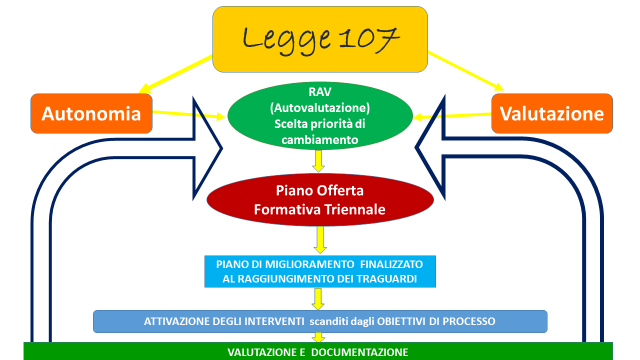 Legge 107
Autonomia
RAV
(Autovalutazione)
Scelta priorità di
cambiamento
Valutazione
Piano Offerta
Formativa Triennale
PIANO DI MIGLIORAMENTO FINALIZZATO
AL RAGGIUNGIMENTO DEI TRAGUARDI
ATTIVAZIONE DEGLI INTERVENTI scanditi dagli OBIETTIVI DI PROCESSO
VALUTAZIONE E DOCUMENTAZIONE